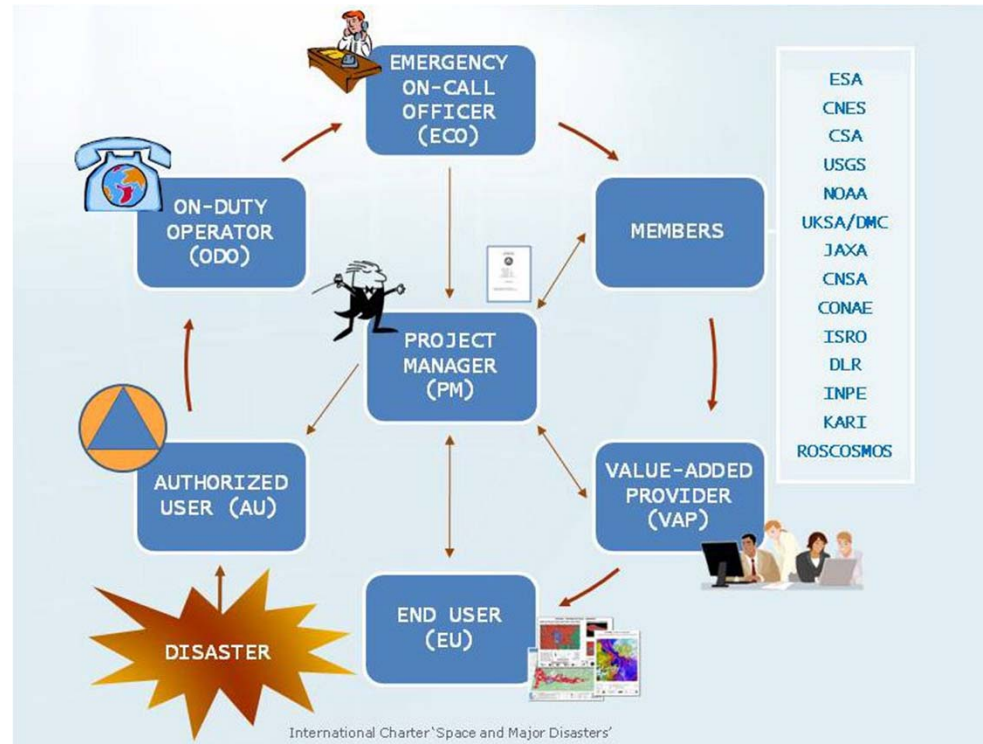 EMERGENCY
ON-CALL
OFFICER
(ECO)
ON-DUTY
OPERATOR
(ODO)
MEMBERS
ESA
CNES
CSA
USGS
NOAA
UKSA/DMC
JAXA
CNSA
CONAE
ISRO
DLR
INPE
KARI
ROSCOSMOS
PROJECT
MANAGER
(PM)
AUTHORIZED
USER (AU)
VALUE-ADDED
PROVIDER
(VAP)
DISASTER
END USER
(EU)
International Charter 'Space and Major Disasters'